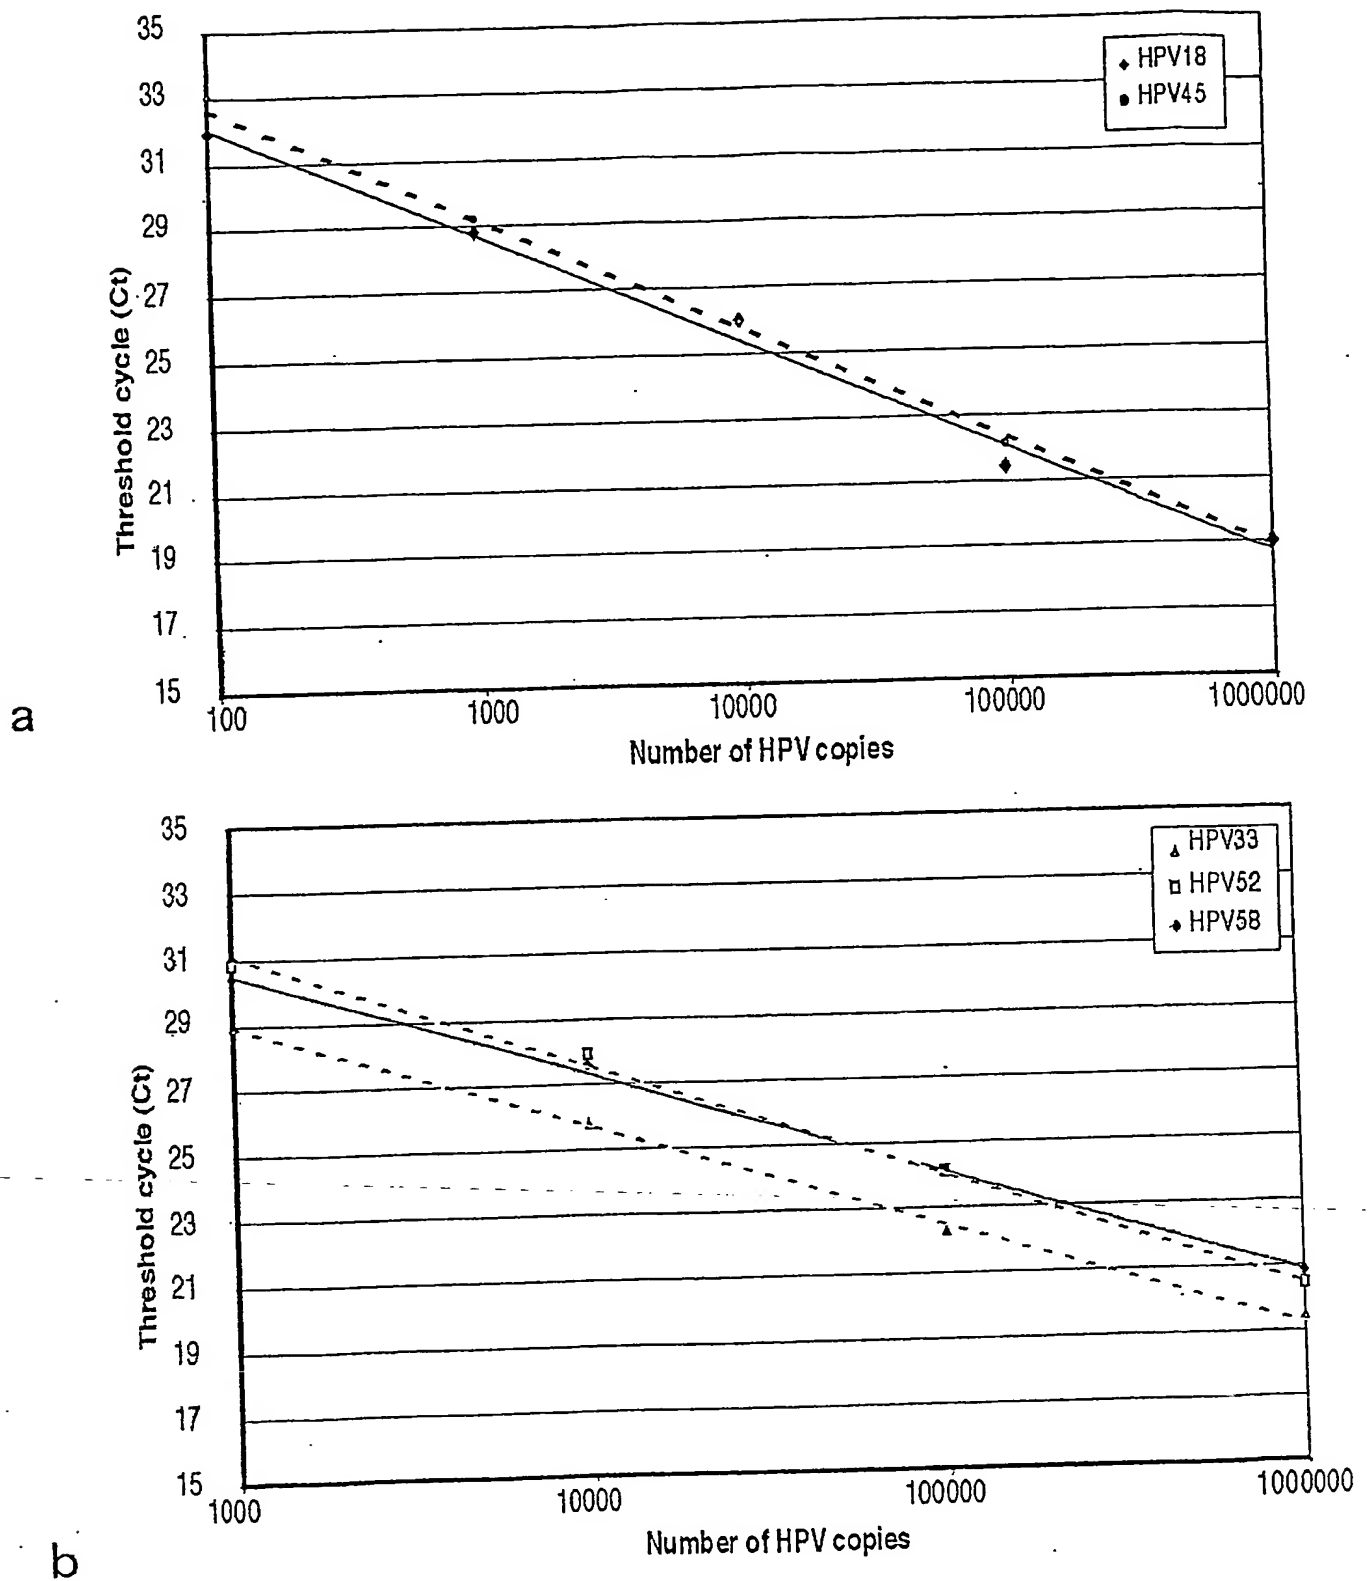 35
33
31
29
27
25
23
21
19
17
15
Threshold cycle (Ct)
HPV18
HPV45
100 1000 10000 100000 1000000
Number of HPV copies
a
35
33
31
29
27
25
23
21
19
17
15
Threshold cycle (Ct)
HPV33
HPV52
HPV58
1000 10000 100000 1000000
Number of HPV copies
b